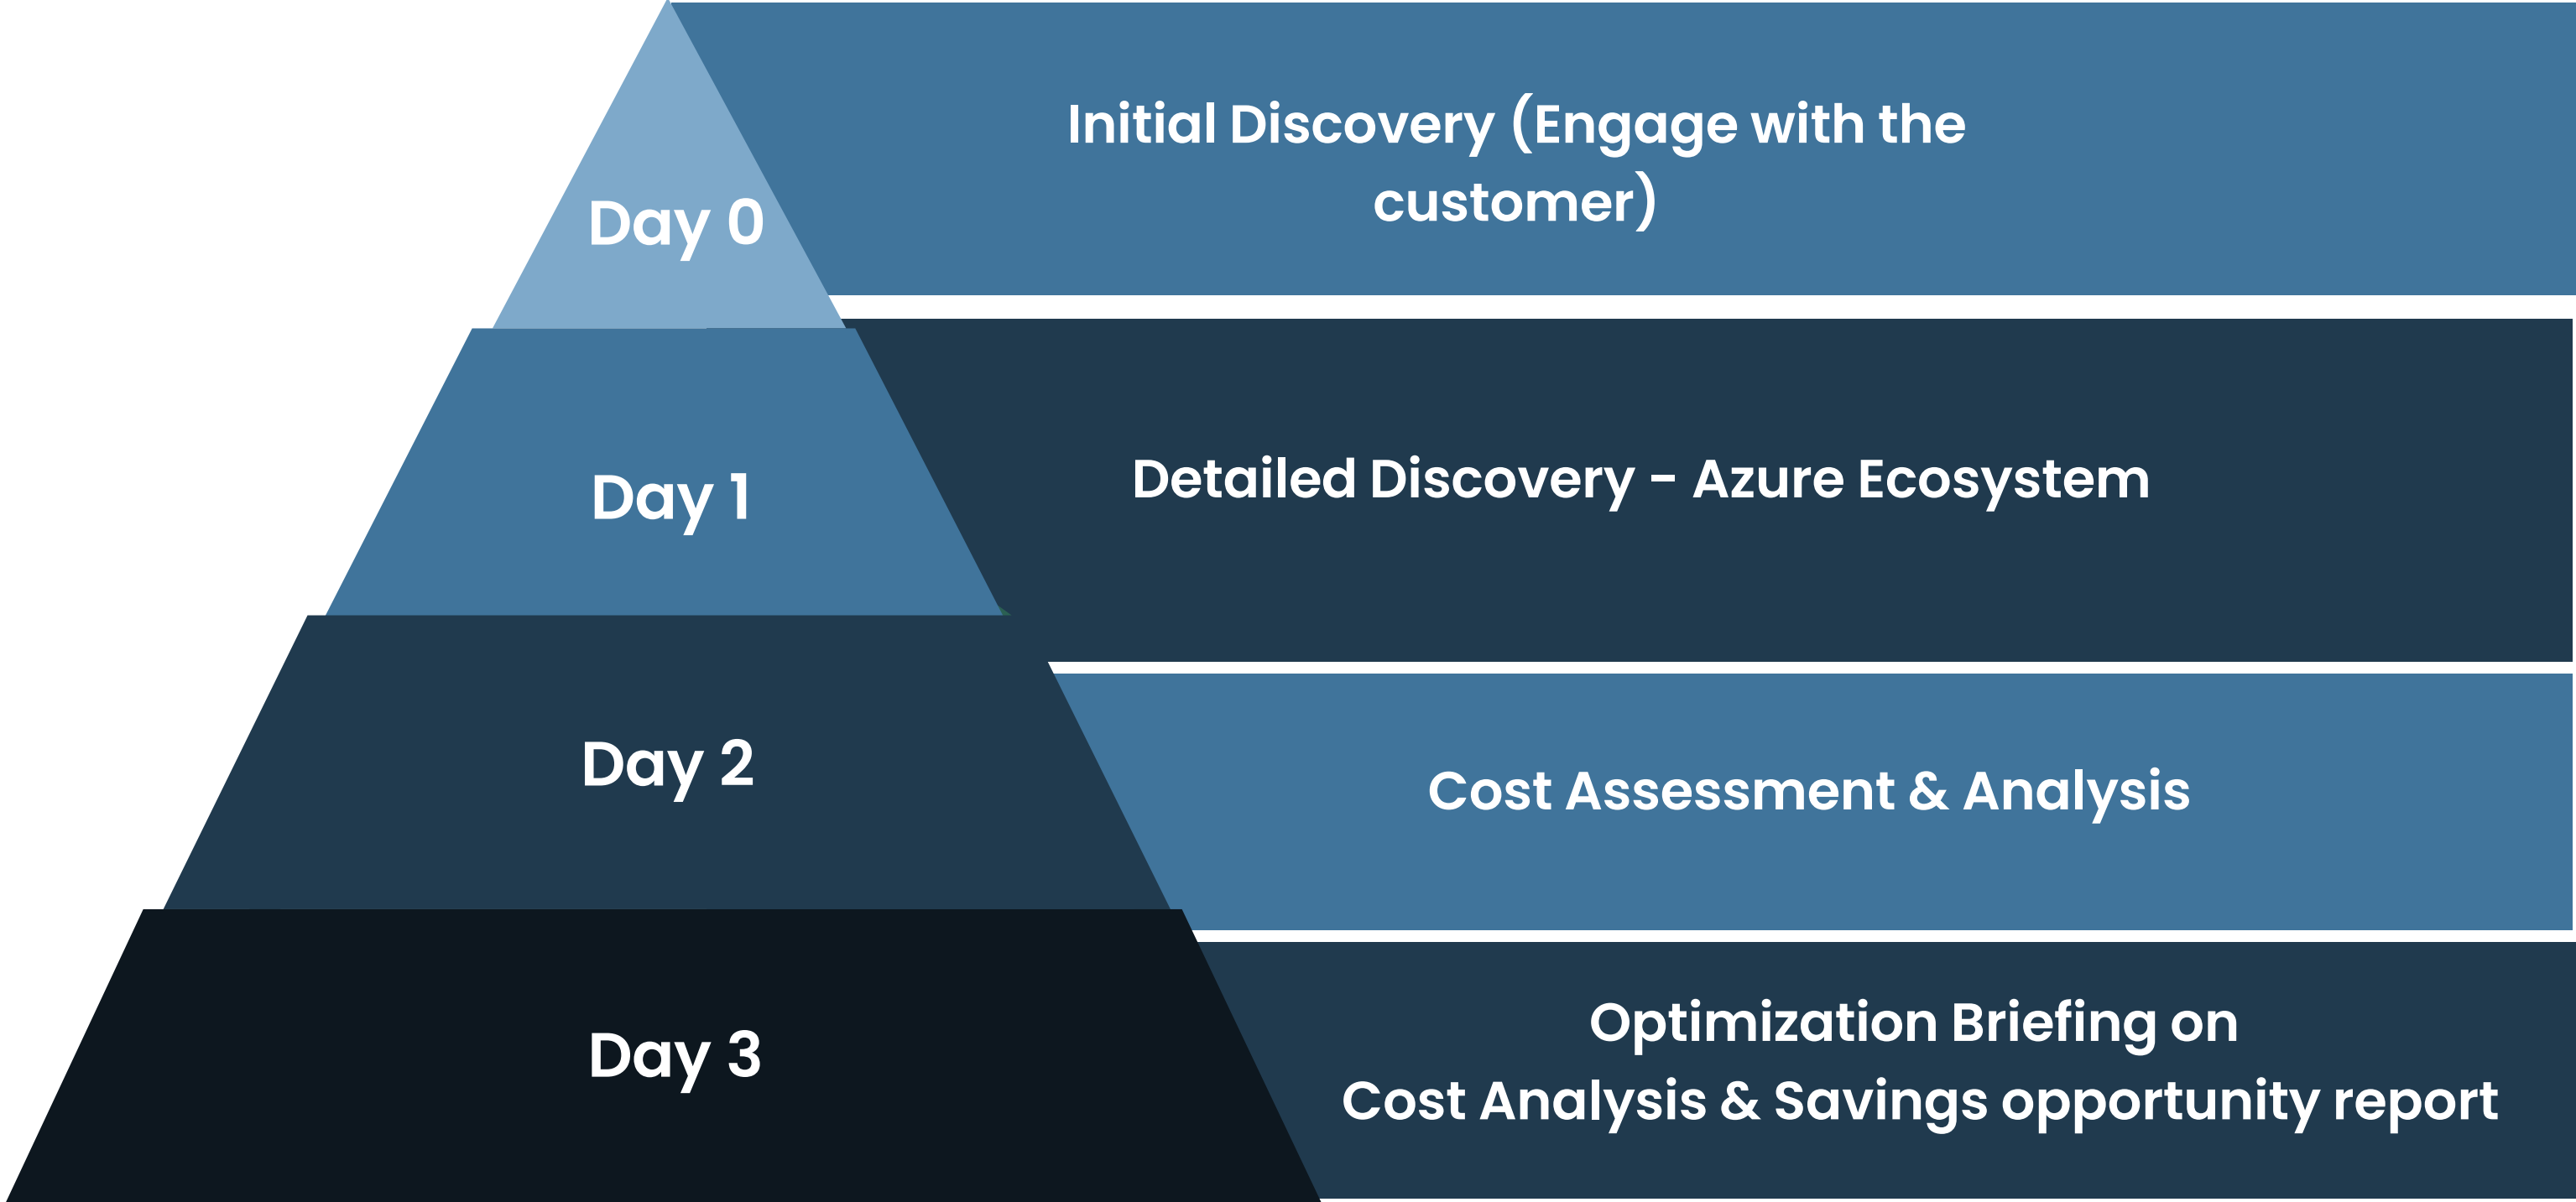 Day 0
Initial Discovery (Engage with the
customer)
Day 1
Detailed Discovery - Azure Ecosystem
Day 2
Cost Assessment & Analysis
Day 3
Optimization Briefing on
Cost Analysis & Savings opportunity report